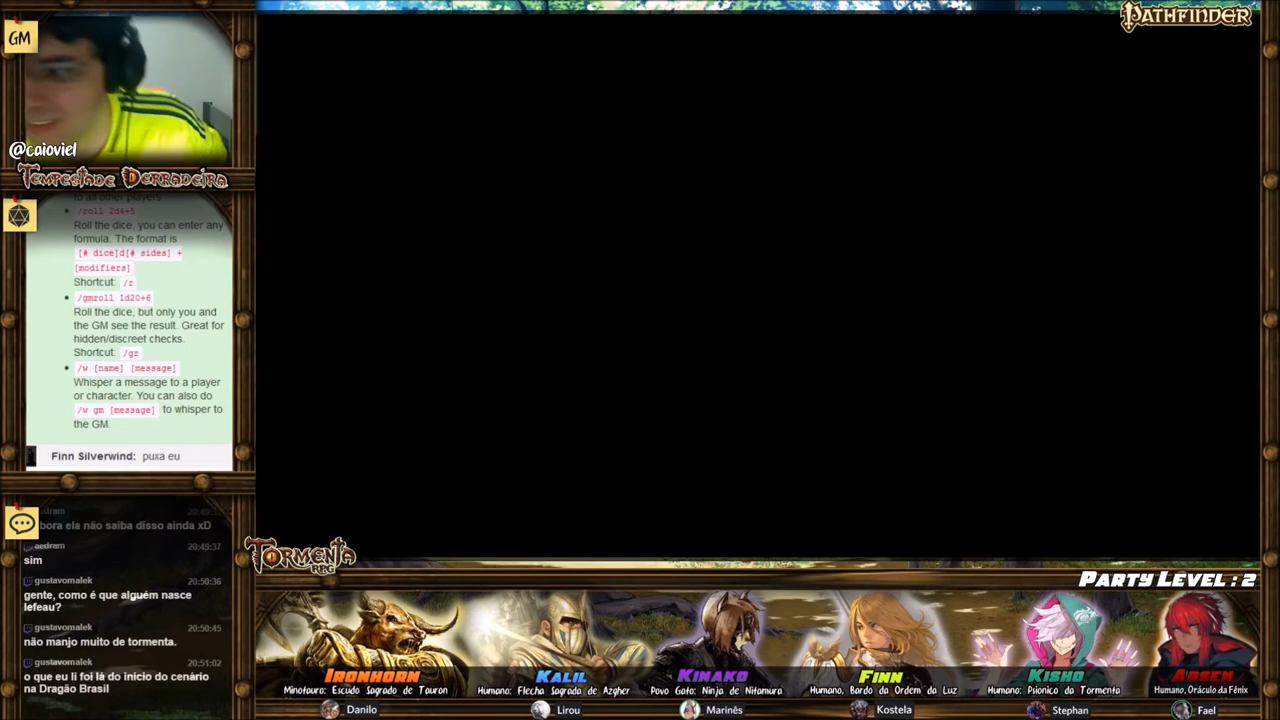 GM
@caioviel
Tempestade Derradeira
to all other players
/roll 2d4+5
Roll the dice, you can enter any
formula. The format is
[# dice]d[# sides] +
[modifiers]
Shortcut: /r
/gmroll 1d20+6
Roll the dice, but only you and
the GM see the result. Great for
hidden/discreet checks.
Shortcut: /gr
/w [name] [message]
Whisper a message to a player
or character. You can also do
/w gm [message] to whisper to
the GM.
Finn Silverwind: puxa eu
bora ela não saiba disso ainda xD
aedram 20:49:37
sim
gustavomalek 20:50:36
gente, como é que alguém nasce
lefeau?
gustavomalek 20:50:45
não manjo muito de tormenta.
gustavomalek 20:51:02
o que eu li foi lá do inicio do cenário
na Dragão Brasil
Pathfinder
Tormenta
RPG
Party Level : 2
Ironhorn
Minotauro: Escudo Sagrado de Tauron
Danilo
Kalil
Humano: Flecha Sagrada de Azgher
Lirou
Kinako
Povo Gato: Ninja de Nitamura
Marinês
Finn
Humano, Bardo da Ordem da Luz
Kostela
Kisho
Humano: Psionico da Tormenta
Stephan
Arsen
Humano, Oráculo da Fênix
Fael